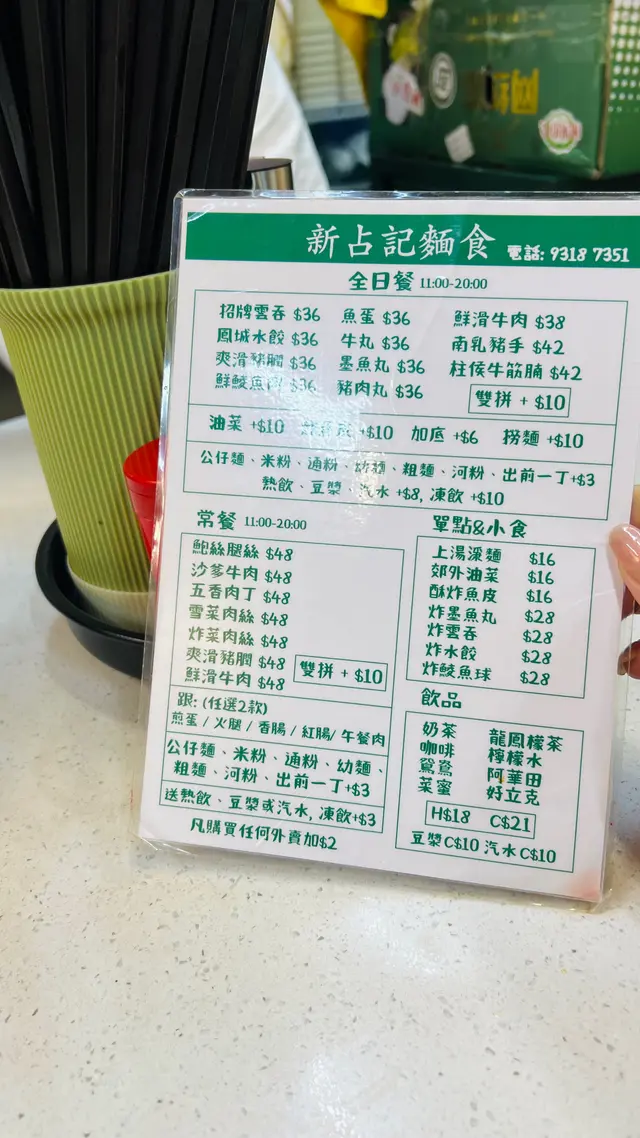 新占記麵食 電話: 9318 7351
全日餐 11:00-20:00
招牌雲吞 $36 魚蛋 $36 鮮滑牛肉 $38
鳳城水餃 $36 牛丸 $36 南乳豬手 $42
爽滑豬膶 $36 墨魚丸 $36 柱侯牛筋腩 $42
鮮鯪魚 $36 豬肉丸 $36 雙拼 + $10
油菜 +$10 +$10 加底 +$6 撈麵 +$10
公仔麵、米粉、通粉、幼麵、粗麵、河粉、出前一丁+$3
熱飲、豆漿、汽水 +$8, 凍飲 +$10
常餐 11:00-20:00
鮑絲腿絲 $48
沙爹牛肉 $48
五香肉丁 $48
雪菜肉絲 $48
炸菜肉絲 $48
爽滑豬膶 $48
鮮滑牛肉 $48 雙拼 + $10
跟: (任選2款)
煎蛋 / 火腿 / 香腸 / 紅腸 / 午餐肉
公仔麵、米粉、通粉、幼麵、
粗麵、河粉、出前一丁+$3
送熱飲、豆漿或汽水, 凍飲+$3
凡購買任何外賣加$2
單點&小食
上湯淥麵 $16
郊外油菜 $16
酥炸魚皮 $16
炸墨魚丸 $28
炸雲吞 $28
炸水餃 $28
炸鯪魚球 $28
飲品
奶茶 龍鳳檬茶
咖啡 檸檬水
鴛鴦 阿華田
菜蜜 好立克
H$18 C$21
豆漿 C$10 汽水 C$10